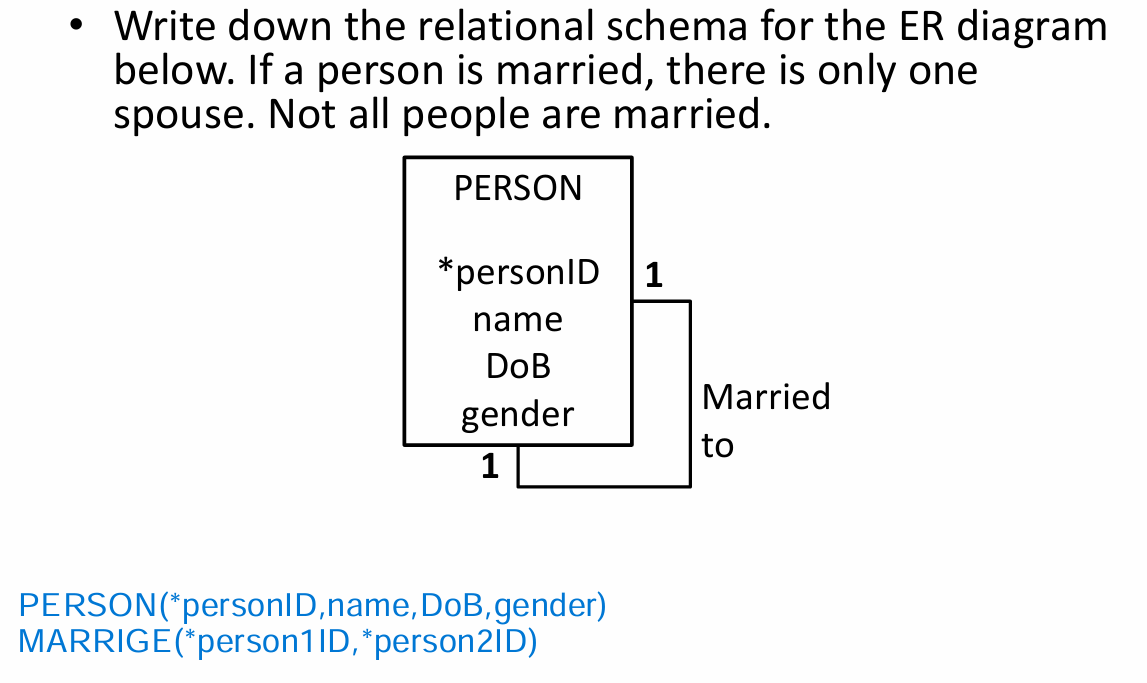 • Write down the relational schema for the ER diagram
below. If a person is married, there is only one
spouse. Not all people are married.
PERSON
*personID
1
name
DoB
gender
Married
to
1
PERSON(*personID,name,DoB,gender)
MARRIGE(*person1ID,*person2ID)